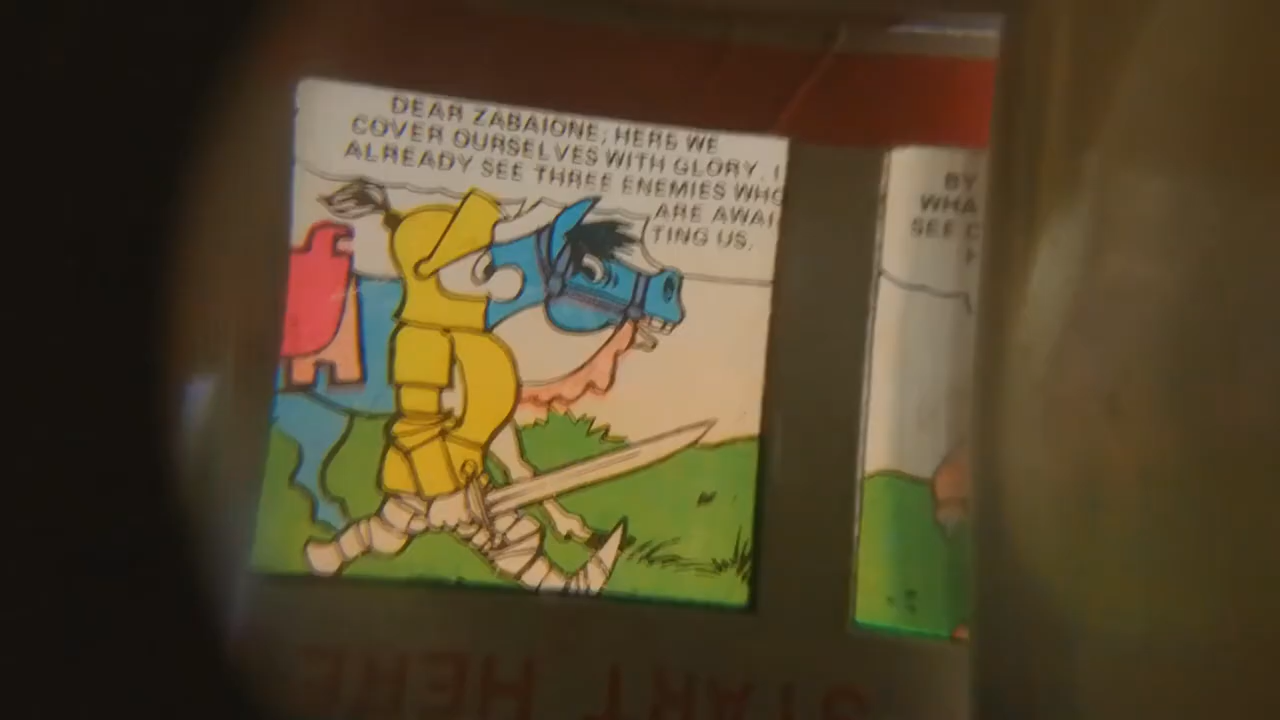 DEAR ZABAIONE, HERE WE
COVER OURSELVES WITH GLORY. I
ALREADY SEE THREE ENEMIES WHO
ARE AWAI
TING US.
BY
WHA
SEE
START HERE